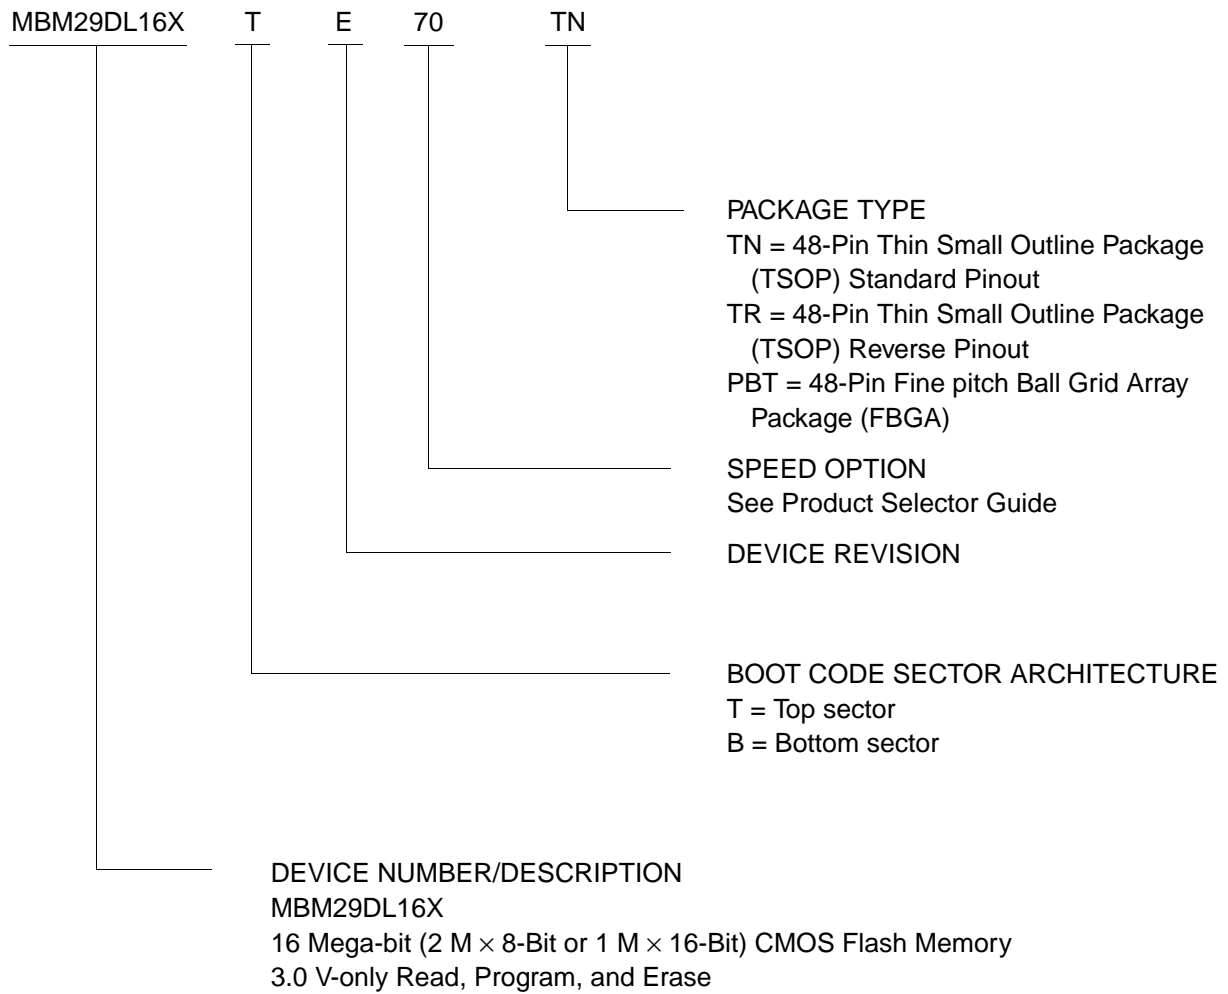 MBM29DL16X T E 70 TN
PACKAGE TYPE
TN = 48-Pin Thin Small Outline Package
(TSOP) Standard Pinout
TR = 48-Pin Thin Small Outline Package
(TSOP) Reverse Pinout
PBT = 48-Pin Fine pitch Ball Grid Array
Package (FBGA)
SPEED OPTION
See Product Selector Guide
DEVICE REVISION
BOOT CODE SECTOR ARCHITECTURE
T = Top sector
B = Bottom sector
DEVICE NUMBER/DESCRIPTION
MBM29DL16X
16 Mega-bit (2 M × 8-Bit or 1 M × 16-Bit) CMOS Flash Memory
3.0 V-only Read, Program, and Erase